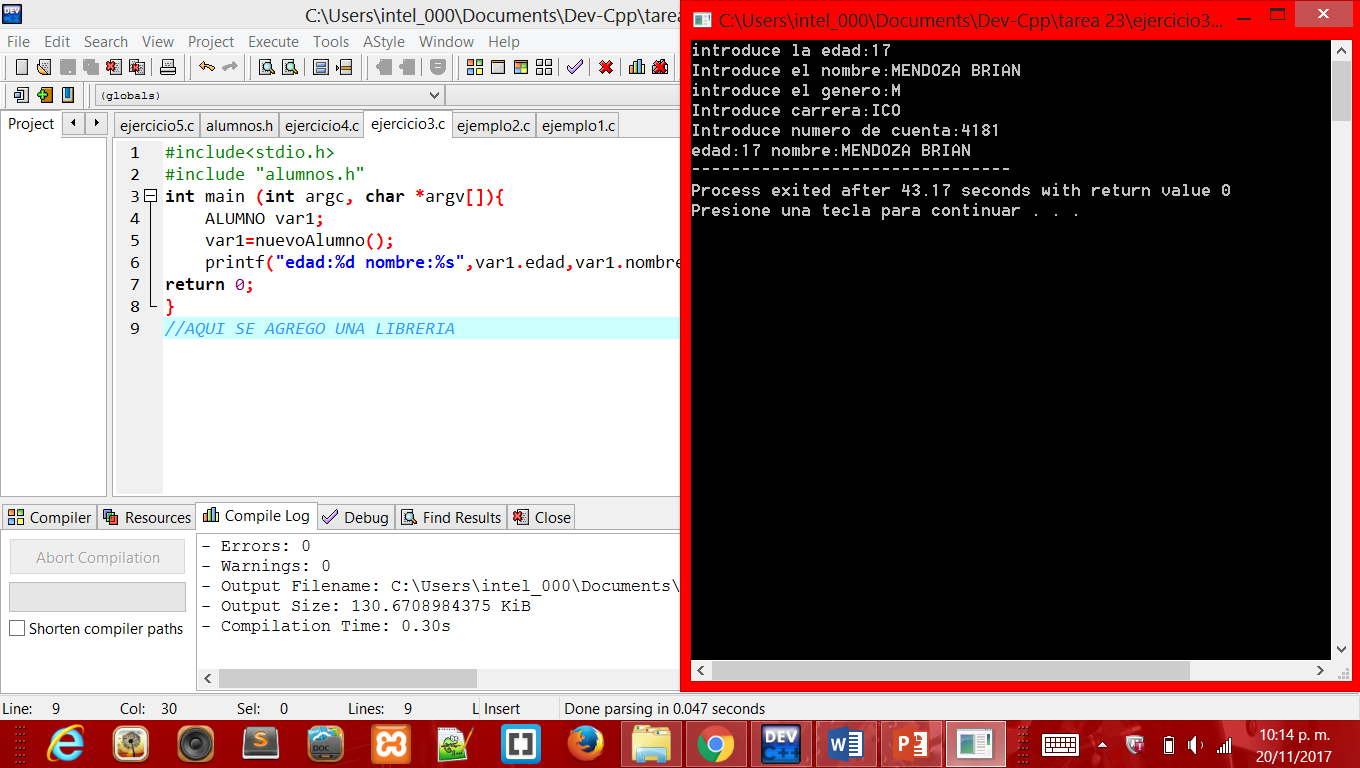 C:\Users\intel_000\Documents\Dev-Cpp\tarea
File Edit Search View Project Execute Tools AStyle Window Help
(globals)
Project
ejercicio5.c alumnos.h ejercicio4.c ejercicio3.c ejemplo2.c ejemplo1.c
1 #include<stdio.h>
2 #include "alumnos.h"
3 int main (int argc, char *argv[]){
4 ALUMNO var1;
5 var1=nuevoAlumno();
6 printf("edad:%d nombre:%s",var1.edad,var1.nombre
7 return 0;
8 }
9 //AQUI SE AGREGO UNA LIBRERIA
Compiler Resources Compile Log Debug Find Results Close
Abort Compilation
Shorten compiler paths
- Errors: 0
- Warnings: 0
- Output Filename: C:\Users\intel_000\Documents\
- Output Size: 130.6708984375 KiB
- Compilation Time: 0.30s
Line: 9 Col: 30 Sel: 0 Lines: 9 L Insert Done parsing in 0.047 seconds
C:\Users\intel_000\Documents\Dev-Cpp\tarea 23\ejercicio3...
introduce la edad:17
Introduce el nombre:MENDOZA BRIAN
introduce el genero:M
Introduce carrera:ICO
Introduce numero de cuenta:4181
edad:17 nombre:MENDOZA BRIAN
--------------------------------
Process exited after 43.17 seconds with return value 0
Presione una tecla para continuar . . .
10:14 p. m.
20/11/2017
DEV
DOC
S
DEV
W
P